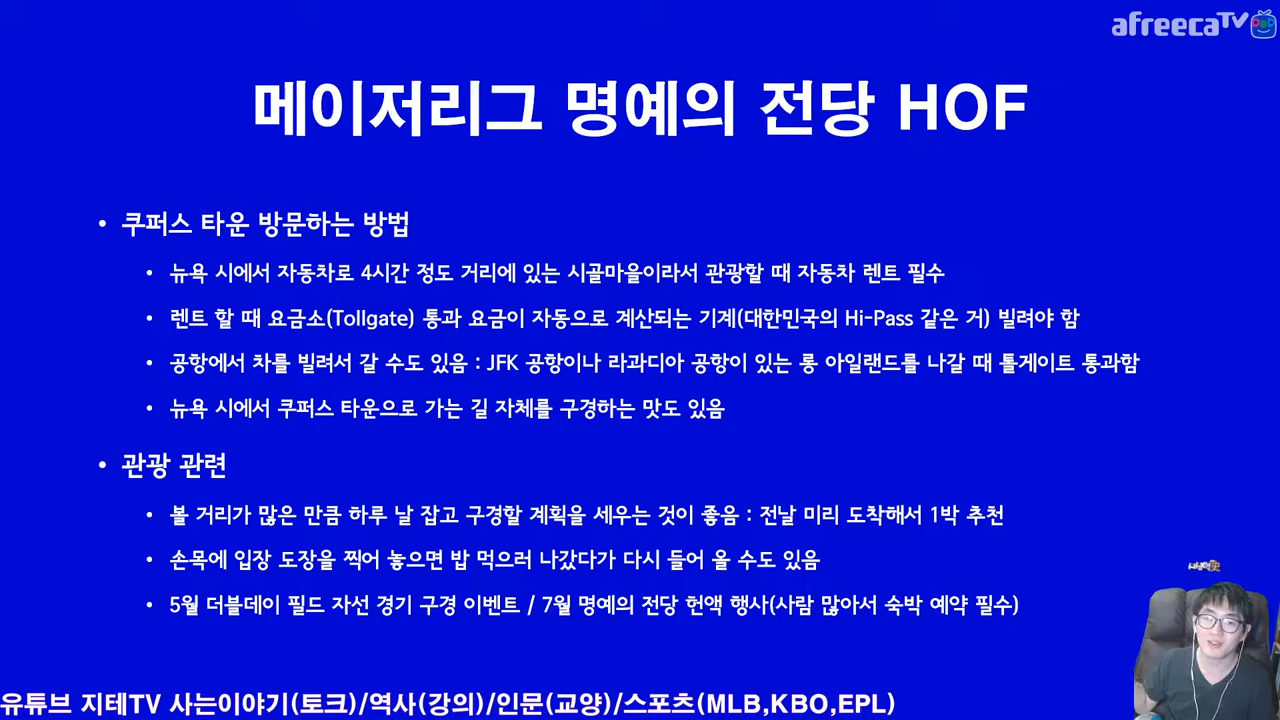 afreecaTV
메이저리그 명예의 전당 HOF
• 쿠퍼스 타운 방문하는 방법
• 뉴욕 시에서 자동차로 4시간 정도 거리에 있는 시골마을이라서 관광할 때 자동차 렌트 필수
• 렌트 할 때 요금소(Tollgate) 통과 요금이 자동으로 계산되는 기계(대한민국의 Hi-Pass 같은 거) 빌려야 함
• 공항에서 차를 빌려서 갈 수도 있음 : JFK 공항이나 라과디아 공항이 있는 롱 아일랜드를 나갈 때 톨게이트 통과함
• 뉴욕 시에서 쿠퍼스 타운으로 가는 길 자체를 구경하는 맛도 있음
• 관광 관련
• 볼 거리가 많은 만큼 하루 날 잡고 구경할 계획을 세우는 것이 좋음 : 전날 미리 도착해서 1박 추천
• 손목에 입장 도장을 찍어 놓으면 밥 먹으러 나갔다가 다시 들어 올 수도 있음
• 5월 더블데이 필드 자선 경기 구경 이벤트 / 7월 명예의 전당 헌액 행사(사람 많아서 숙박 예약 필수)
유튜브 지테TV 사는이야기(토크)/역사(강의)/인문(교양)/스포츠(MLB,KBO,EPL)